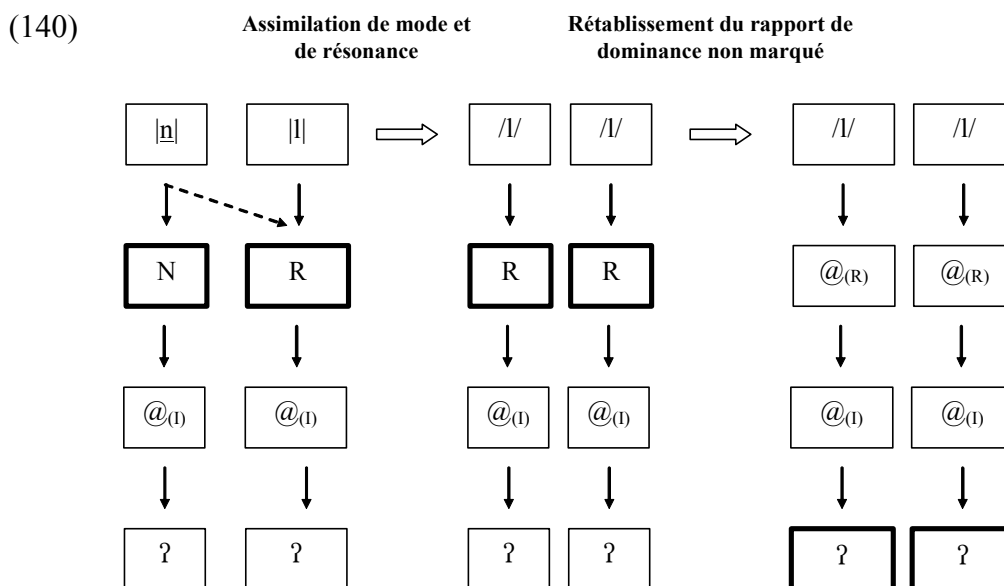 (140)
Assimilation de mode et
de résonance
Rétablissement du rapport de
dominance non marqué
|n| |l| /l/ /l/ /l/ /l/
N R R R @(R) @(R)
@(I) @(I) @(I) @(I) @(I) @(I)
ʔ ʔ ʔ ʔ ʔ ʔ